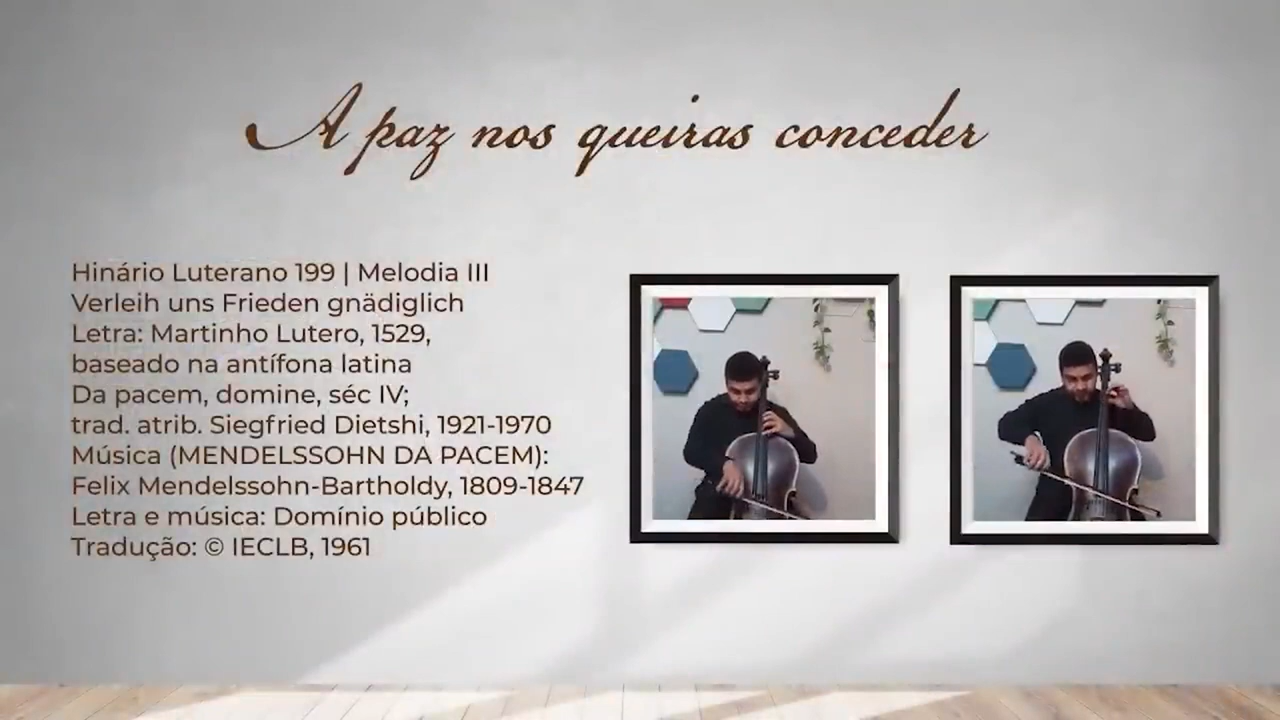 A paz nos queiras conceder
Hinário Luterano 199 | Melodia III
Verleih uns Frieden gnädiglich
Letra: Martinho Lutero, 1529,
baseado na antífona latina
Da pacem, domine, séc IV;
trad. atrib. Siegfried Dietshi, 1921-1970
Música (MENDELSSOHN DA PACEM):
Felix Mendelssohn-Bartholdy, 1809-1847
Letra e música: Domínio público
Tradução: © IECLB, 1961